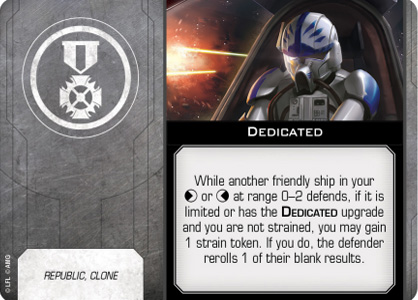 DEDICATED
While another friendly ship in your
or at range 0–2 defends, if it is
limited or has the DEDICATED upgrade
and you are not strained, you may gain
1 strain token. If you do, the defender
rerolls 1 of their blank results.
REPUBLIC, CLONE
©LFL ©AMG